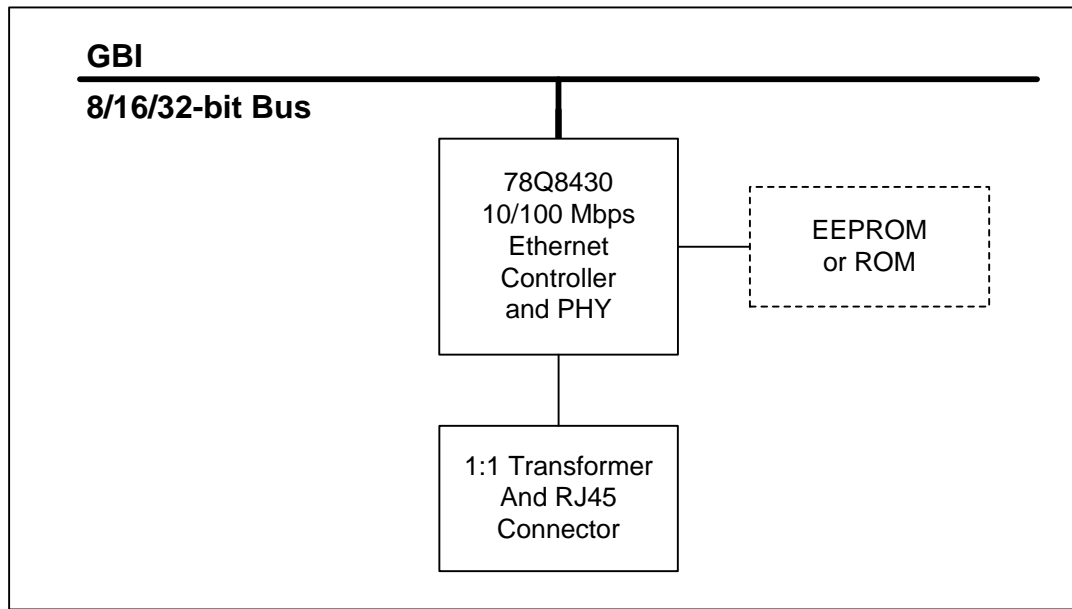 GBI
8/16/32-bit Bus
78Q8430
10/100 Mbps
Ethernet
Controller
and PHY
EEPROM
or ROM
1:1 Transformer
And RJ45
Connector